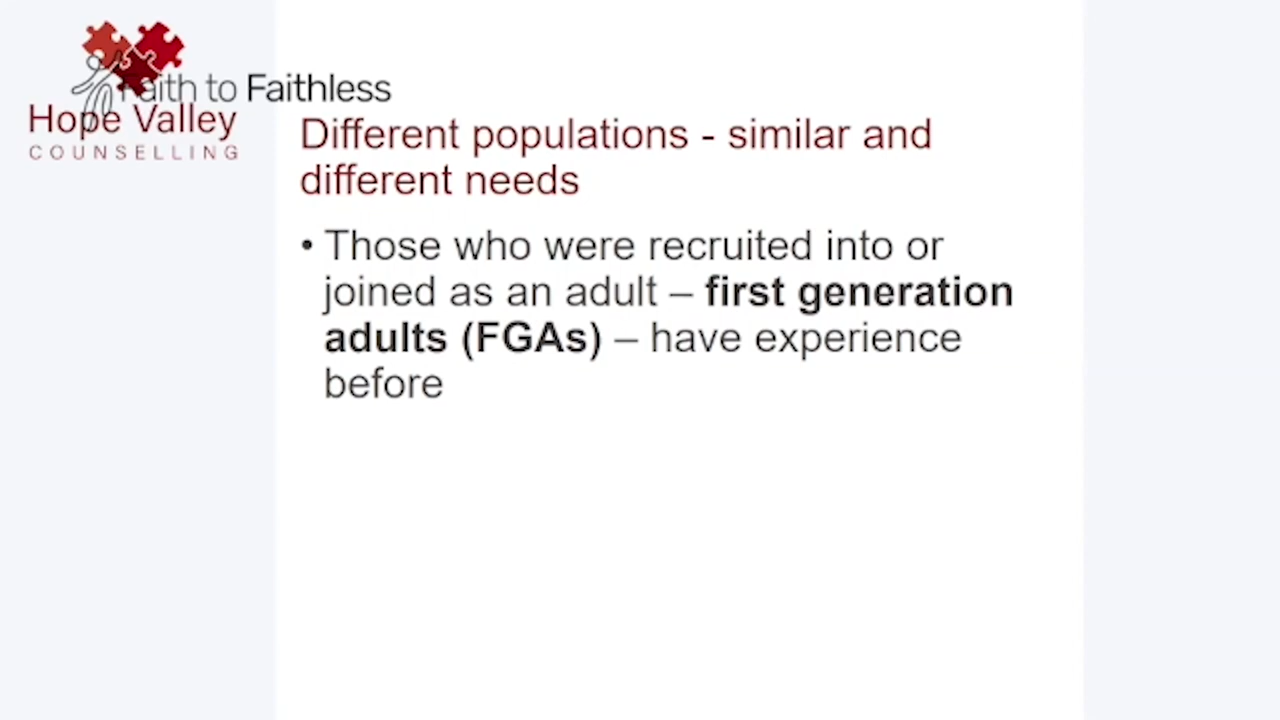 Faith to Faithless
Hope Valley
COUNSELLING
Different populations - similar and
different needs
• Those who were recruited into or
joined as an adult – first generation
adults (FGAs) – have experience
before